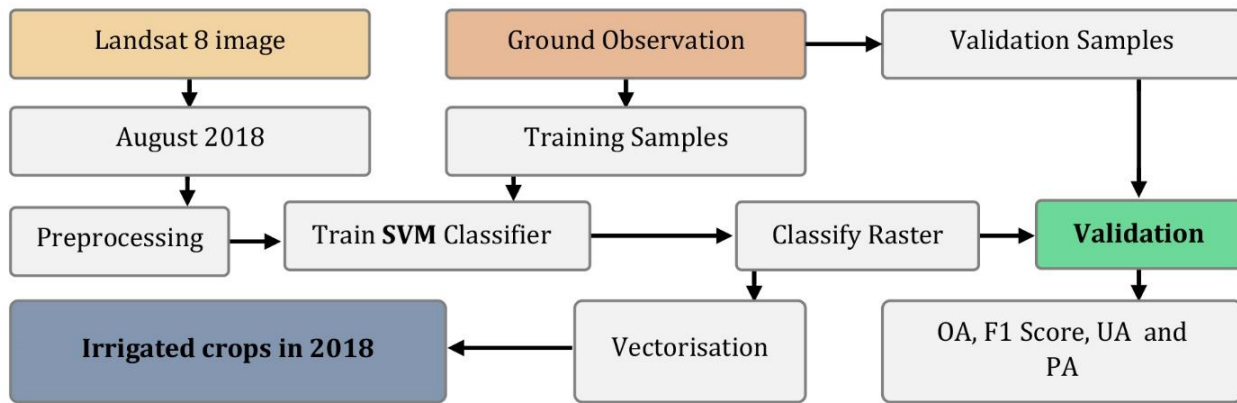 Landsat 8 image
Ground Observation
Validation Samples
August 2018
Training Samples
Preprocessing
Train SVM Classifier
Classify Raster
Validation
Irrigated crops in 2018
Vectorisation
OA, F1 Score, UA and
PA